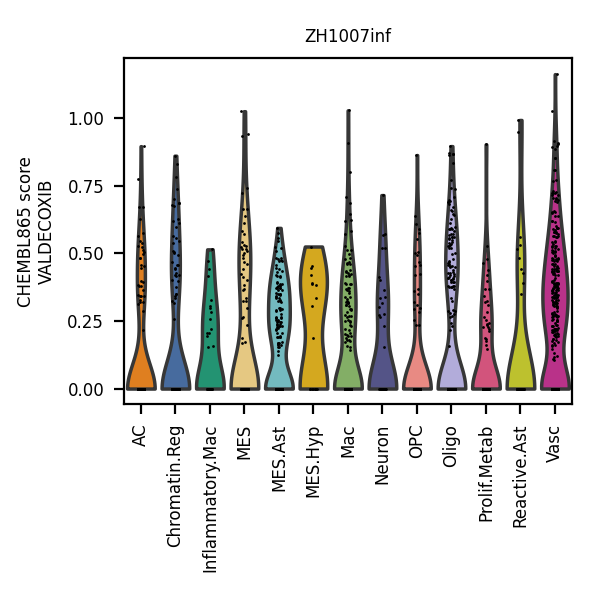 ZH1007inf
CHEMBL865 score
VALDECOXIB
1.00
0.75
0.50
0.25
0.00
AC
Chromatin.Reg
Inflammatory.Mac
MES
MES.Ast
MES.Hyp
Mac
Neuron
OPC
Oligo
Prolif.Metab
Reactive.Ast
Vasc